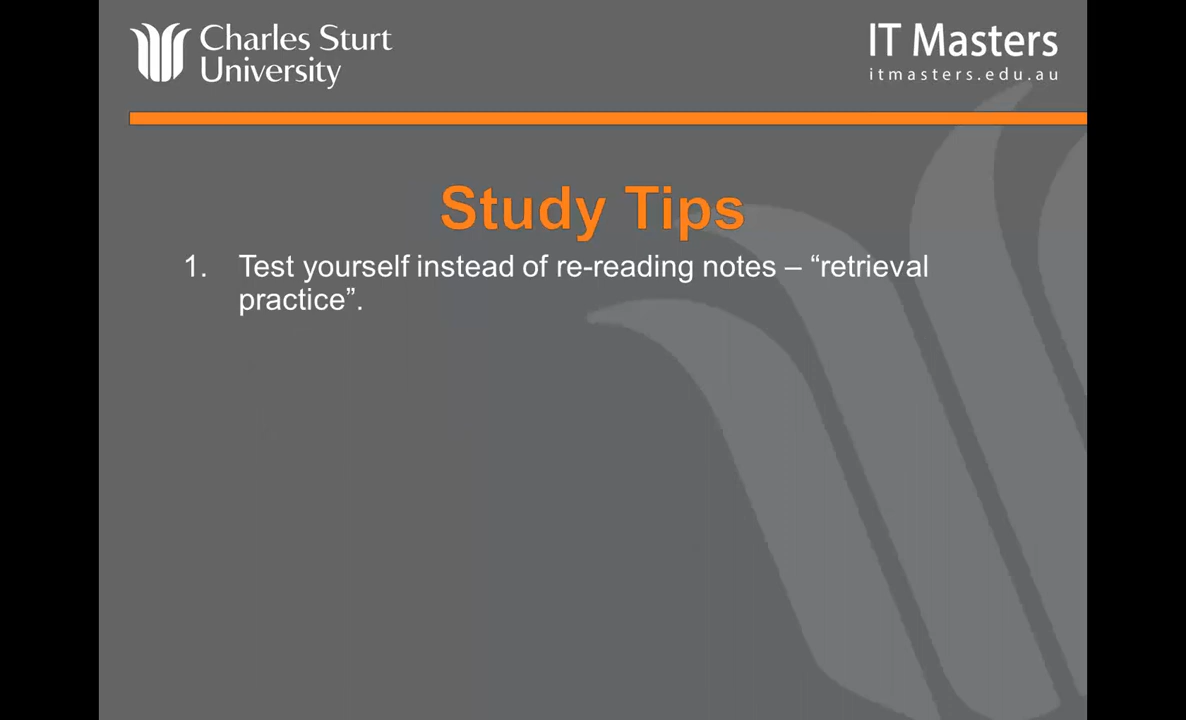 Charles Sturt
University
IT Masters
itmasters.edu.au
Study Tips
1. Test yourself instead of re-reading notes – “retrieval
practice”.